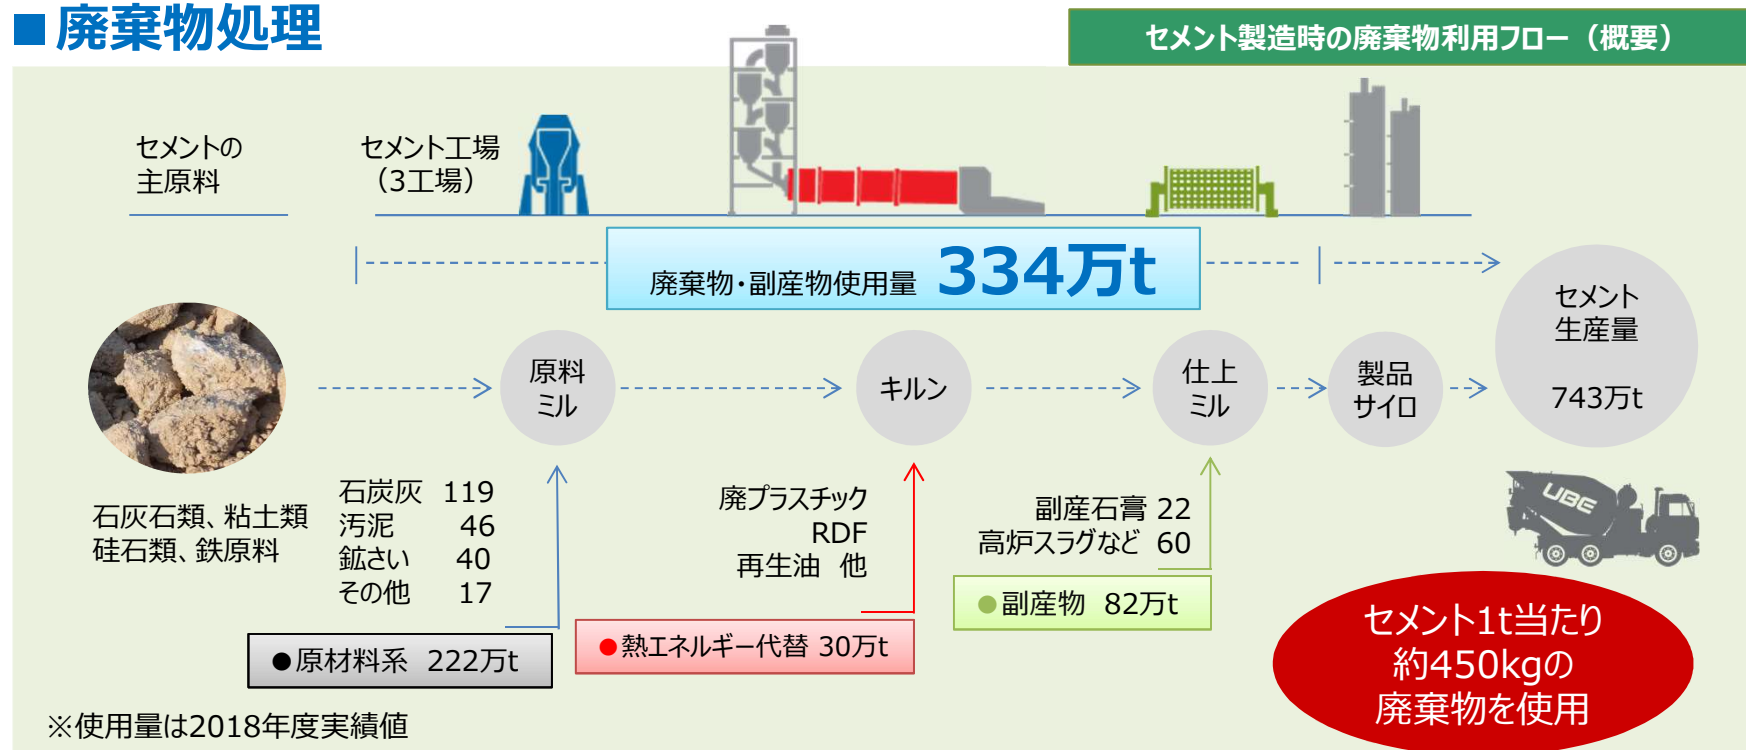 ■廃棄物処理
セメント製造時の廃棄物利用フロー（概要）
セメントの
主原料
セメント工場
（3工場）
廃棄物・副産物使用量 334万t
セメント
生産量
743万t
原料
ミル
キルン
仕上
ミル
製品
サイロ
石灰石類、粘土類
硅石類、鉄原料
石炭灰 119
汚泥 46
鉱さい 40
その他 17
●原材料系 222万t
廃プラスチック
RDF
再生油 他
●熱エネルギー代替 30万t
副産石膏 22
高炉スラグなど 60
●副産物 82万t
UBE
セメント1t当たり
約450kgの
廃棄物を使用
※使用量は2018年度実績値